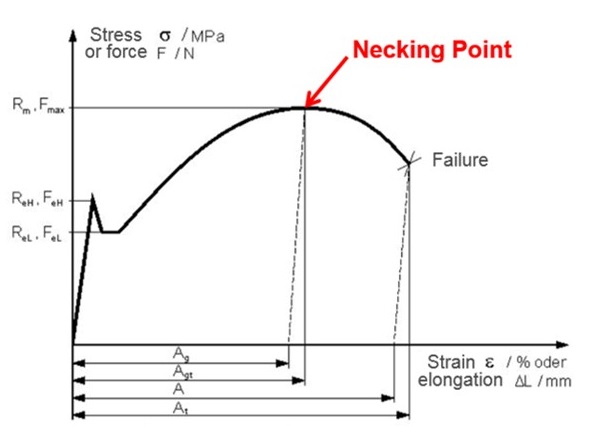 Stress σ / MPa
or force F / N
Necking Point
Rm , Fmax
Failure
ReH , FeH
ReL , FeL
Ag
Agt
A
At
Strain ε / % oder
elongation ΔL / mm